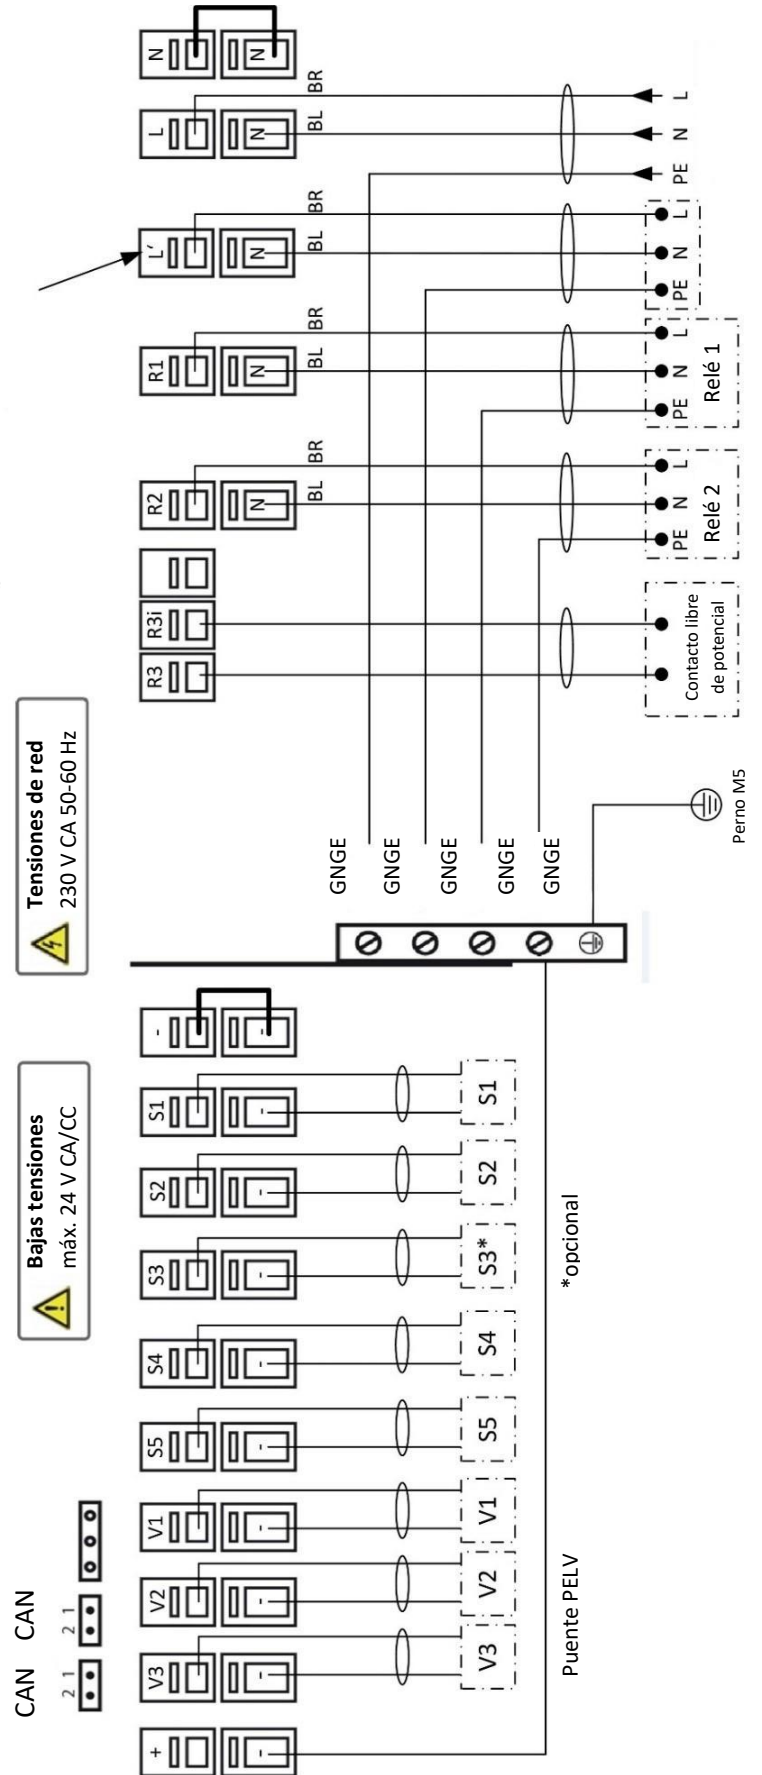 CAN CAN
2 1 2 1
Bajas tensiones
máx. 24 V CA/CC
Tensiones de red
230 V CA 50-60 Hz
+ V3 V2 V1 S5 S4 S3 S2 S1 - R3 R3i R2 R1 L´ L N
- - - - - - - - - - N N N N N
BR BR BR BR
BL BL BL BL
GNGE
GNGE
GNGE
GNGE
GNGE
V3 V2 V1 S5 S4 S3* S2 S1
Puente PELV *opcional
Perno M5
Contacto libre
de potencial
PE N L
Relé 2
PE N L
Relé 1
PE N L
PE N L